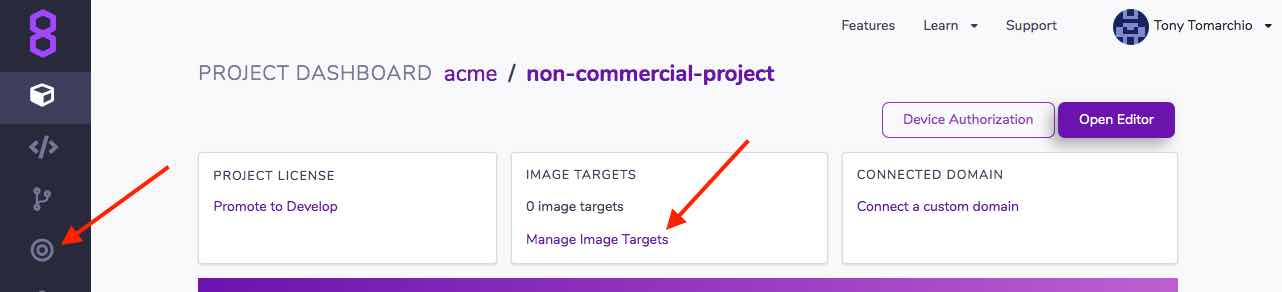 Features Learn Support Tony Tomarchio
PROJECT DASHBOARD acme / non-commercial-project
Device Authorization Open Editor
PROJECT LICENSE
Promote to Develop
IMAGE TARGETS
0 image targets
Manage Image Targets
CONNECTED DOMAIN
Connect a custom domain